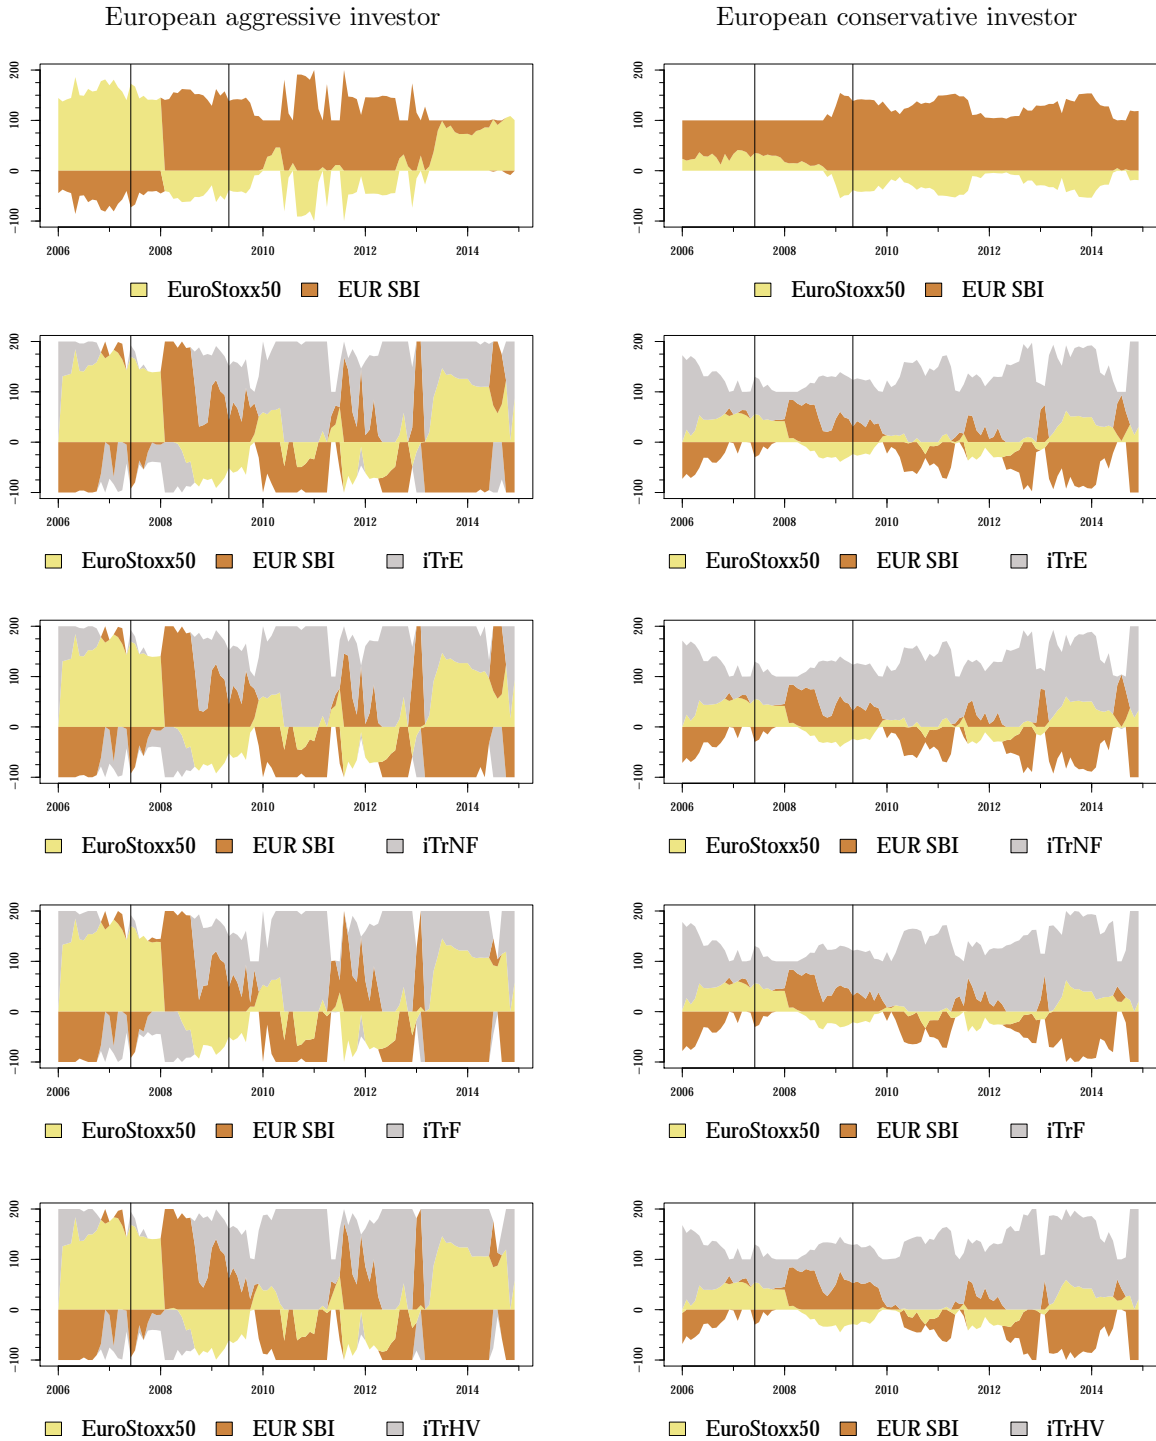 European aggressive investor European conservative investor
200
100
0
-100
2006 2008 2010 2012 2014
EuroStoxx50 EUR SBI
200
100
0
-100
2006 2008 2010 2012 2014
EuroStoxx50 EUR SBI
200
100
0
-100
2006 2008 2010 2012 2014
EuroStoxx50 EUR SBI iTrE
200
100
0
-100
2006 2008 2010 2012 2014
EuroStoxx50 EUR SBI iTrE
200
100
0
-100
2006 2008 2010 2012 2014
EuroStoxx50 EUR SBI iTrNF
200
100
0
-100
2006 2008 2010 2012 2014
EuroStoxx50 EUR SBI iTrNF
200
100
0
-100
2006 2008 2010 2012 2014
EuroStoxx50 EUR SBI iTrF
200
100
0
-100
2006 2008 2010 2012 2014
EuroStoxx50 EUR SBI iTrF
200
100
0
-100
2006 2008 2010 2012 2014
EuroStoxx50 EUR SBI iTrHV
200
100
0
-100
2006 2008 2010 2012 2014
EuroStoxx50 EUR SBI iTrHV